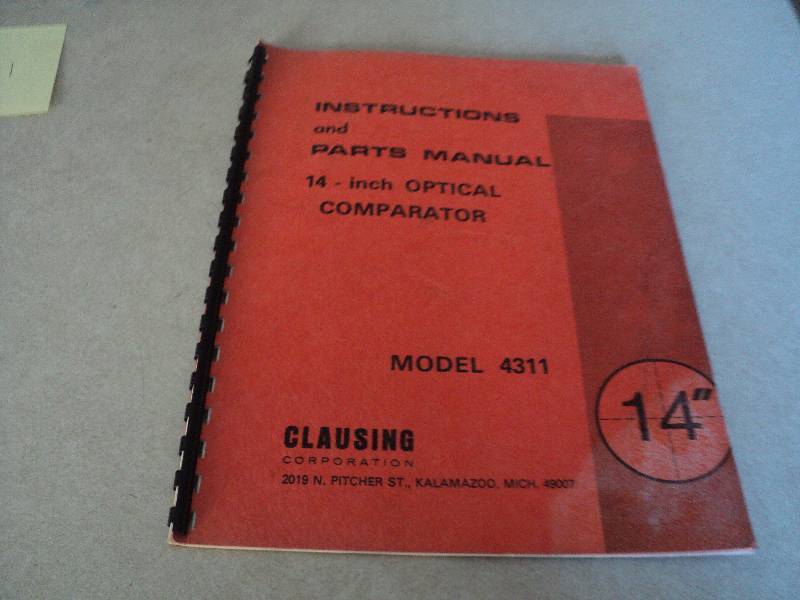 INSTRUCTIONS
and
PARTS MANUAL
14 - inch OPTICAL
COMPARATOR
MODEL 4311
14"
CLAUSING
CORPORATION
2019 N. PITCHER ST., KALAMAZOO, MICH. 49007